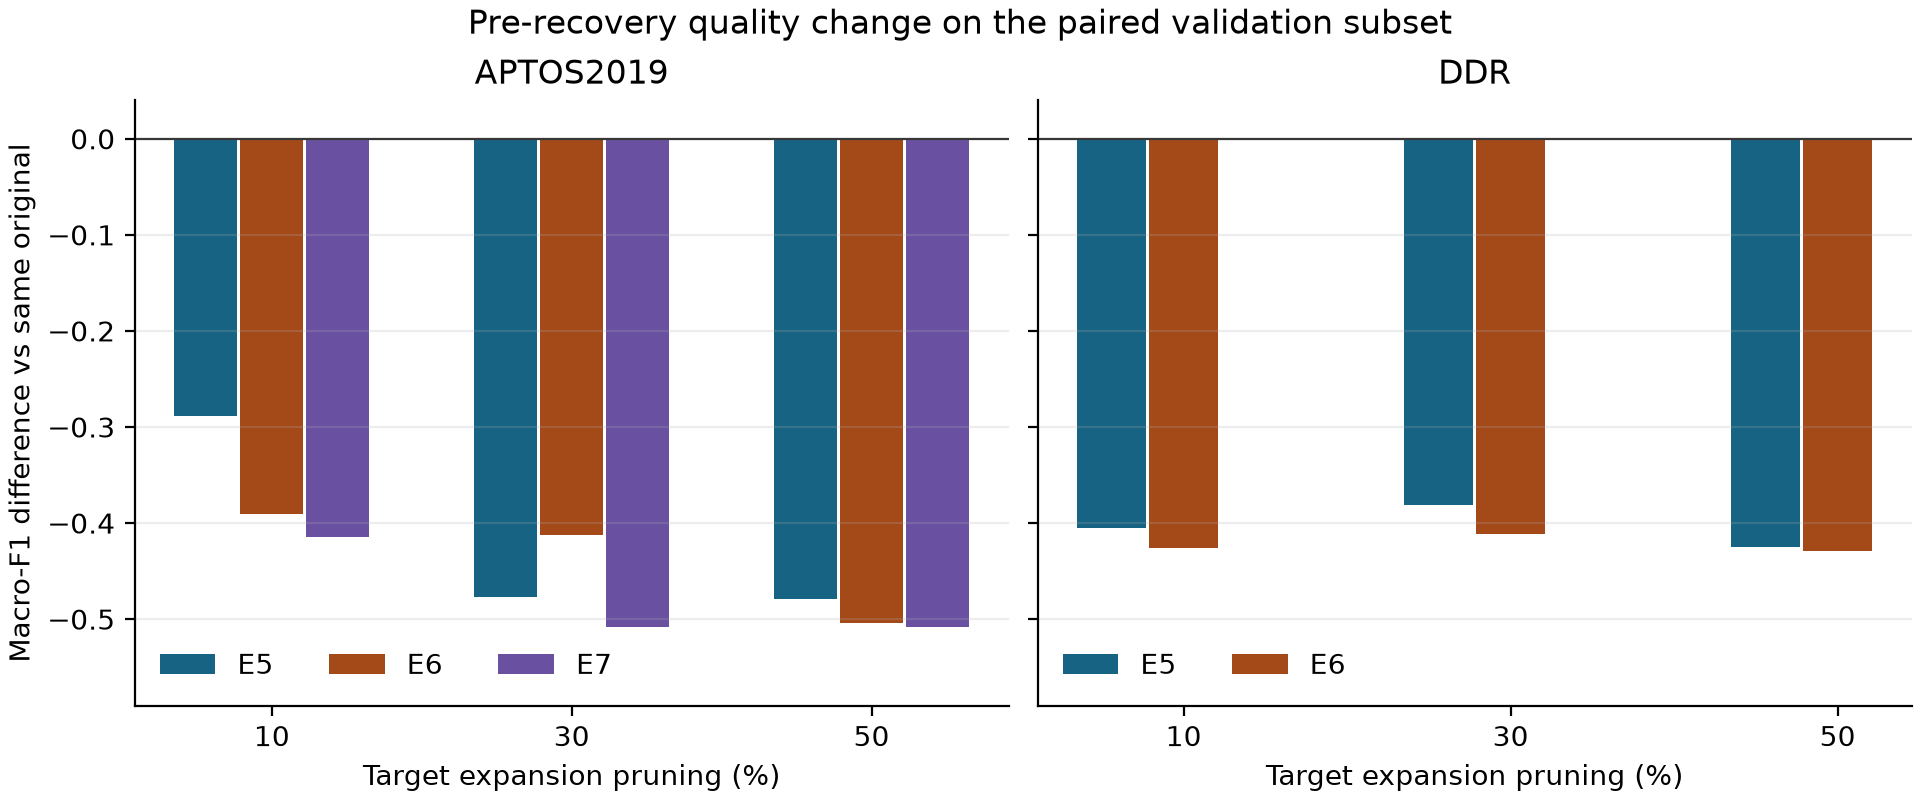 Pre-recovery quality change on the paired validation subset
APTOS2019
DDR
Macro-F1 difference vs same original
0.0
−0.1
−0.2
−0.3
−0.4
−0.5
E5
E6
E7
E5
E6
10
30
50
10
30
50
Target expansion pruning (%)
Target expansion pruning (%)